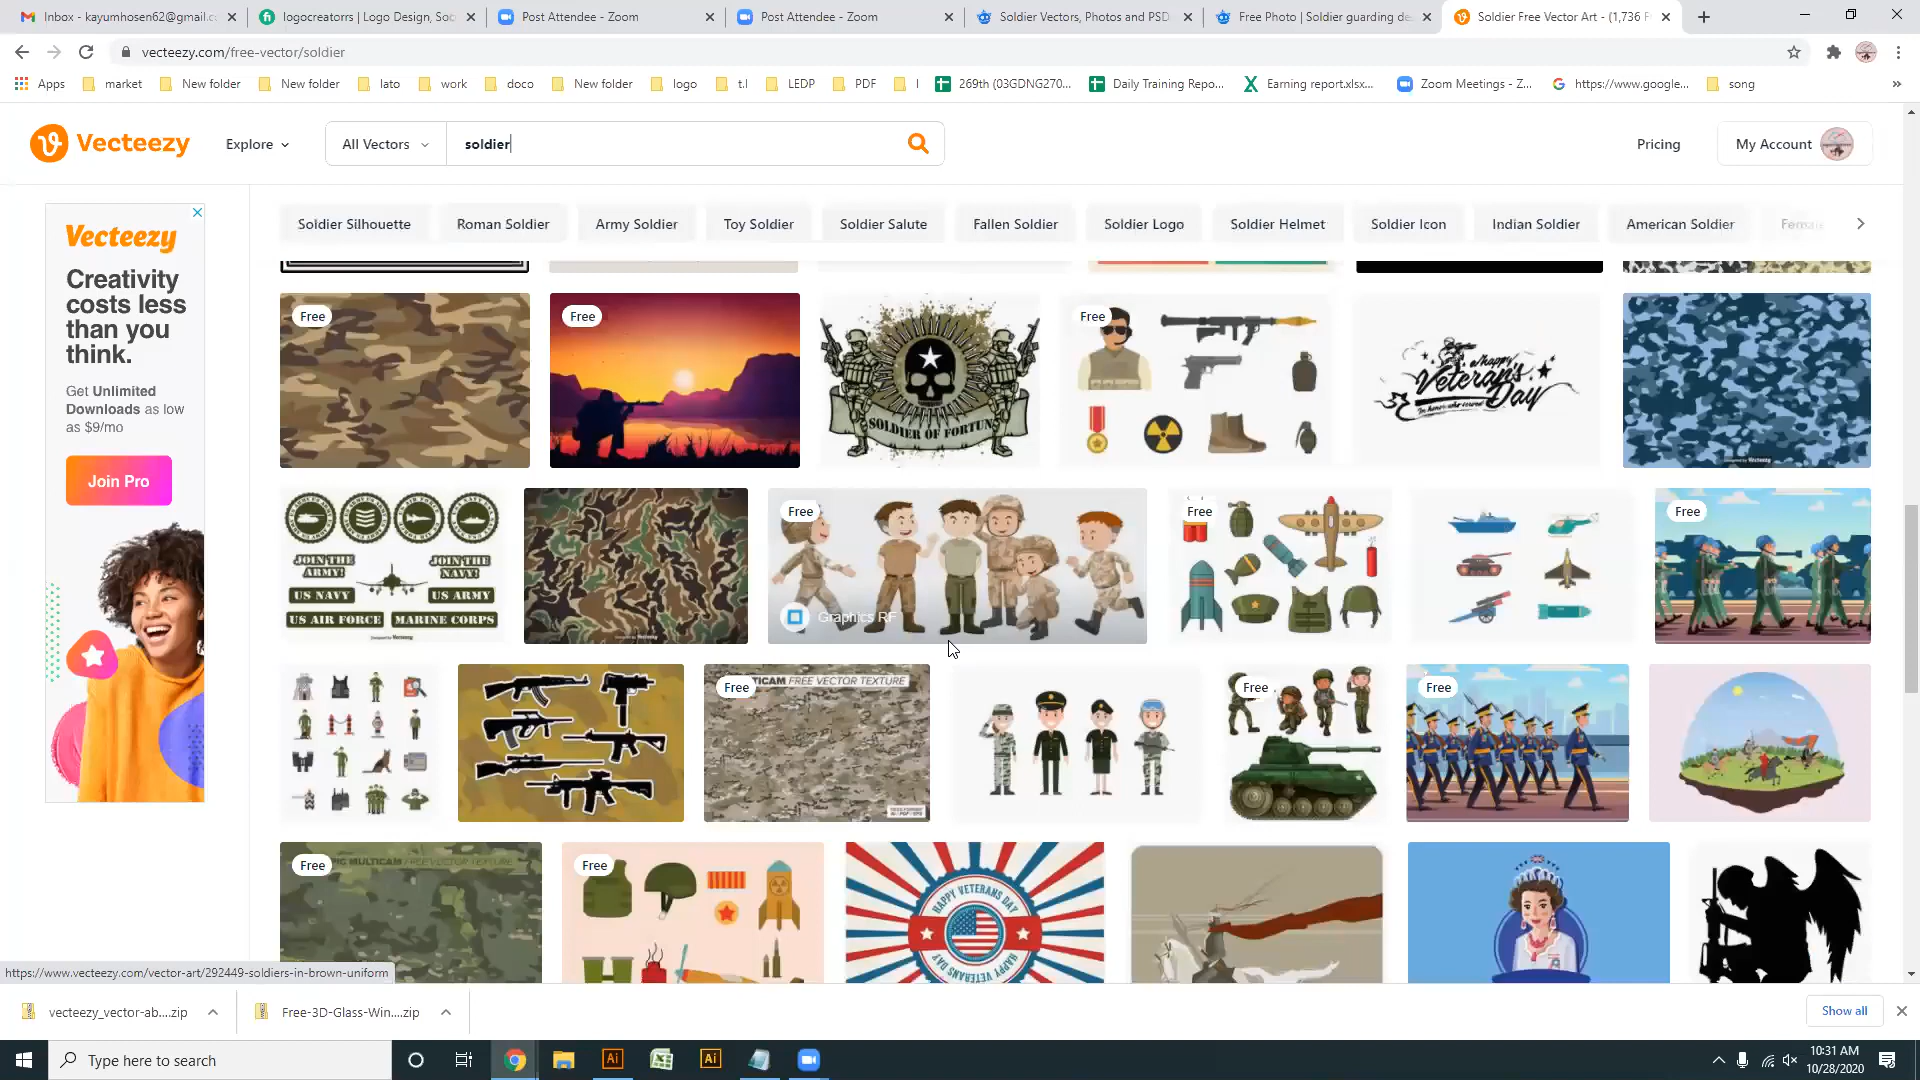 Inbox - kayumhosen62@gmail.c
logocreatorrs | Logo Design, Soc
Post Attendee - Zoom
Post Attendee - Zoom
Soldier Vectors, Photos and PSD
Free Photo | Soldier guarding de
Soldier Free Vector Art - (1,736 F
vecteezy.com/free-vector/soldier
Apps
market
New folder
New folder
lato
work
doco
New folder
logo
t.l
LEDP
PDF
l
269th (03GDNG270...
Daily Training Repo...
Earning report.xlsx...
Zoom Meetings - Z...
https://www.google...
song
Vecteezy
Explore
All Vectors
soldier
Pricing
My Account
Soldier Silhouette
Roman Soldier
Army Soldier
Toy Soldier
Soldier Salute
Fallen Soldier
Soldier Logo
Soldier Helmet
Soldier Icon
Indian Soldier
American Soldier
Female
Vecteezy
Creativity
costs less
than you
think.
Get Unlimited
Downloads as low
as $9/mo
Join Pro
Free
Free
SOLDIER OF FORTUN
Free
Happy
Veteran's
Day
JOIN THE
ARMY!
JOIN THE
NAVY!
US NAVY
US ARMY
US AIR FORCE
MARINE CORPS
Free
Graphics RF
Free
Free
Free
MULTICAM FREE VECTOR TEXTURE
Free
Free
Free
MULTICAM FREE VECTOR TEXTURE
Free
HAPPY VETERANS DAY
HAPPY VETERANS DAY
https://www.vecteezy.com/vector-art/292449-soldiers-in-brown-uniform
vecteezy_vector-ab....zip
Free-3D-Glass-Win....zip
Show all
Type here to search
10:31 AM
10/28/2020